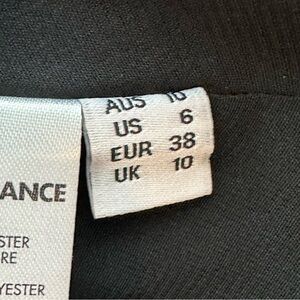 AUS 10
US 6
EUR 38
UK 10
ANCE
STER
RE
YESTER